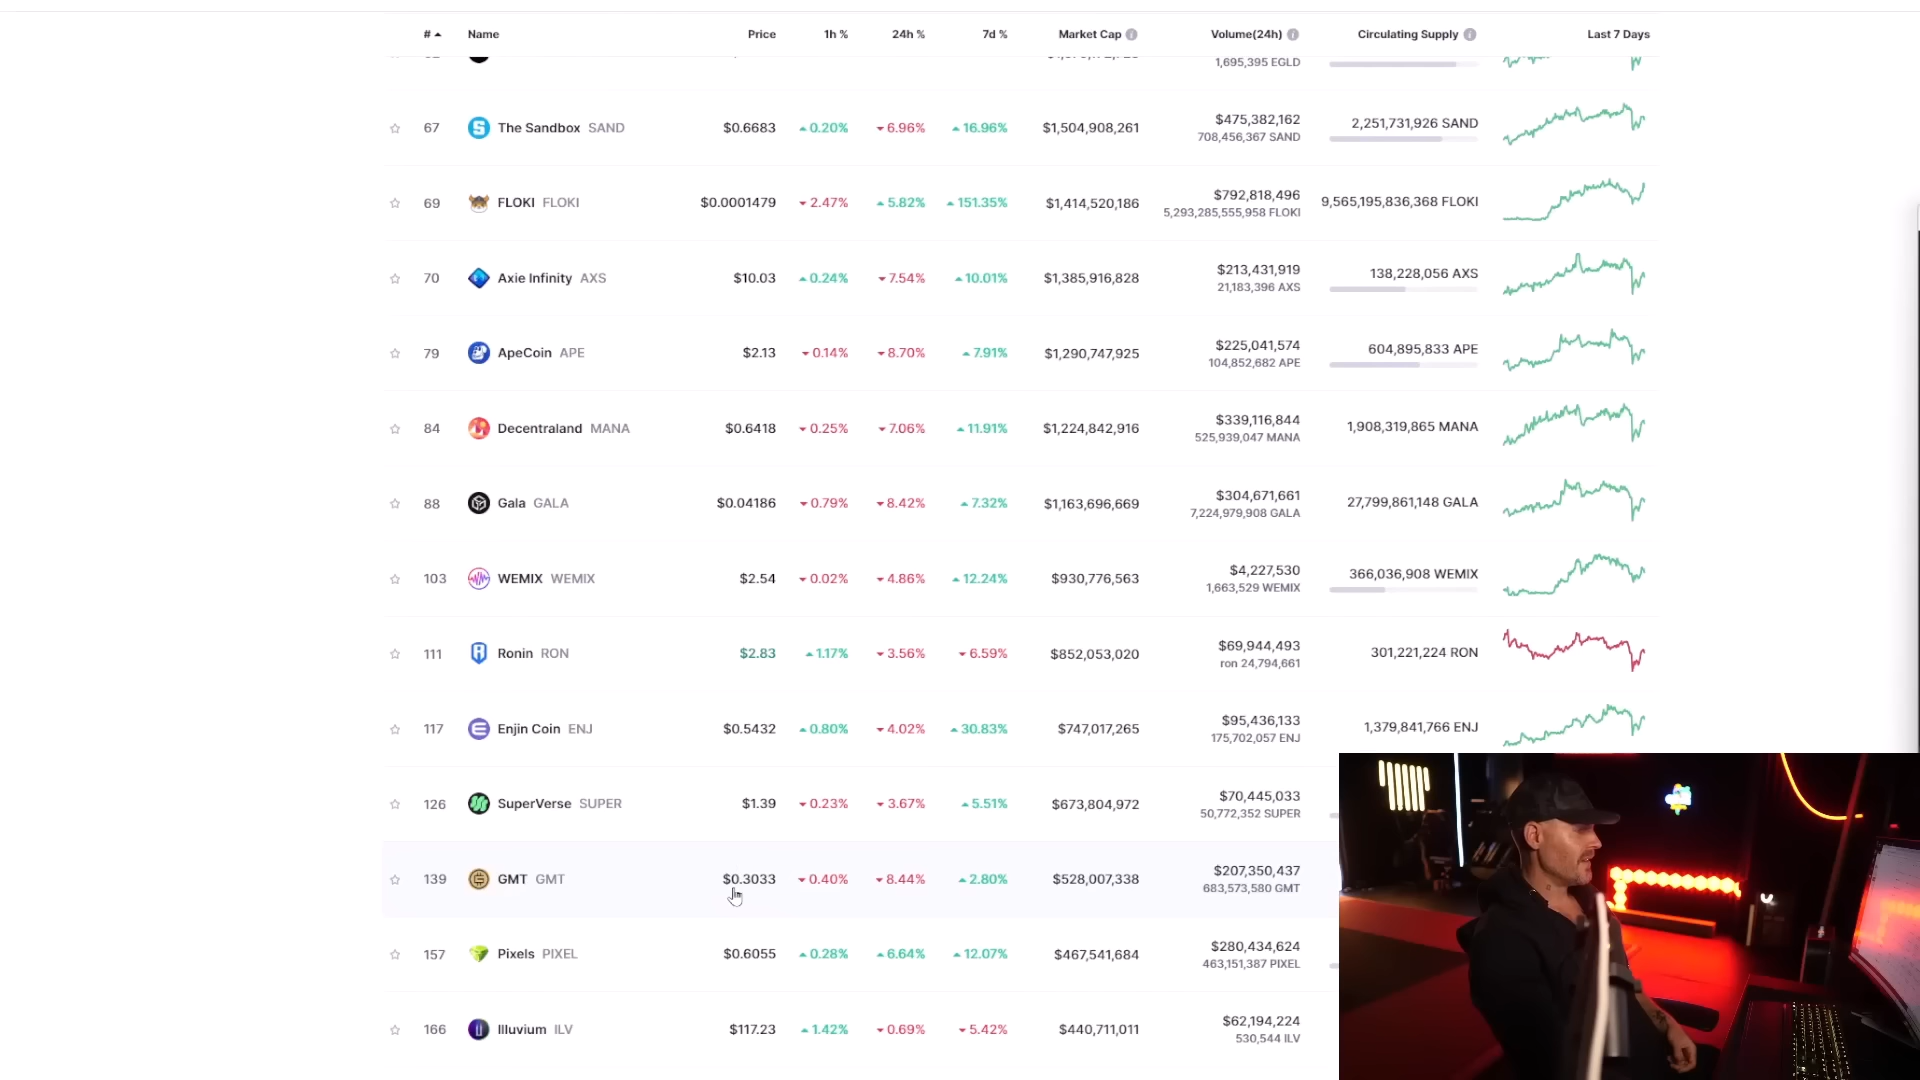 # Name Price 1h % 24h % 7d % Market Cap Volume(24h) Circulating Supply Last 7 Days
1,695,395 EGLD
67 The Sandbox SAND $0.6683 0.20% 6.96% 16.96% $1,504,908,261 $475,382,162 2,251,731,926 SAND
708,456,367 SAND
69 FLOKI FLOKI $0.0001479 2.47% 5.82% 151.35% $1,414,520,186 $792,818,496 9,565,195,836,368 FLOKI
5,293,285,555,958 FLOKI
70 Axie Infinity AXS $10.03 0.24% 7.54% 10.01% $1,385,916,828 $213,431,919 138,228,056 AXS
21,183,396 AXS
79 ApeCoin APE $2.13 0.14% 8.70% 7.91% $1,290,747,925 $225,041,574 604,895,833 APE
104,852,682 APE
84 Decentraland MANA $0.6418 0.25% 7.06% 11.91% $1,224,842,916 $339,116,844 1,908,319,865 MANA
525,939,047 MANA
88 Gala GALA $0.04186 0.79% 8.42% 7.32% $1,163,696,669 $304,671,661 27,799,861,148 GALA
7,224,979,908 GALA
103 WEMIX WEMIX $2.54 0.02% 4.86% 12.24% $930,776,563 $4,227,530 366,036,908 WEMIX
1,663,529 WEMIX
111 Ronin RON $2.83 1.17% 3.56% 6.59% $852,053,020 $69,944,493 301,221,224 RON
ron 24,794,661
117 Enjin Coin ENJ $0.5432 0.80% 4.02% 30.83% $747,017,265 $95,436,133 1,379,841,766 ENJ
175,702,057 ENJ
126 SuperVerse SUPER $1.39 0.23% 3.67% 5.51% $673,804,972 $70,445,033
50,772,352 SUPER
139 GMT GMT $0.3033 0.40% 8.44% 2.80% $528,007,338 $207,350,437
683,573,580 GMT
157 Pixels PIXEL $0.6055 0.28% 6.64% 12.07% $467,541,684 $280,434,624
463,151,387 PIXEL
166 Illuvium ILV $117.23 1.42% 0.69% 5.42% $440,711,011 $62,194,224
530,544 ILV